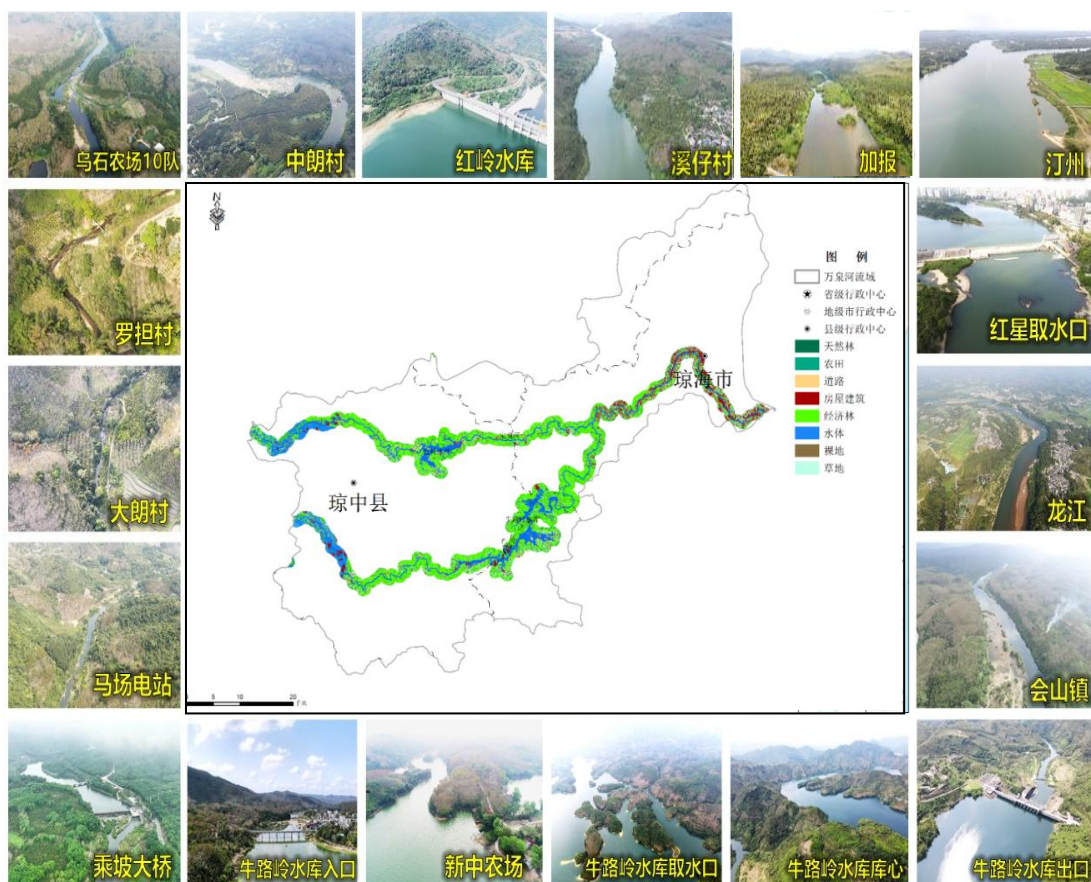 乌石农场10队
中朗村
红岭水库
溪仔村
加报
汀州
罗担村
红星取水口
大朗村
龙江
马场电站
会山镇
乘坡大桥
牛路岭水库入口
新中农场
牛路岭水库取水口
牛路岭水库库心
牛路岭水库出口
N
琼海市
琼中县
图 例
万泉河流域
省级行政中心
地级市行政中心
县级行政中心
天然林
农田
道路
房屋建筑
经济林
水体
裸地
草地
0 5 10 20
千米